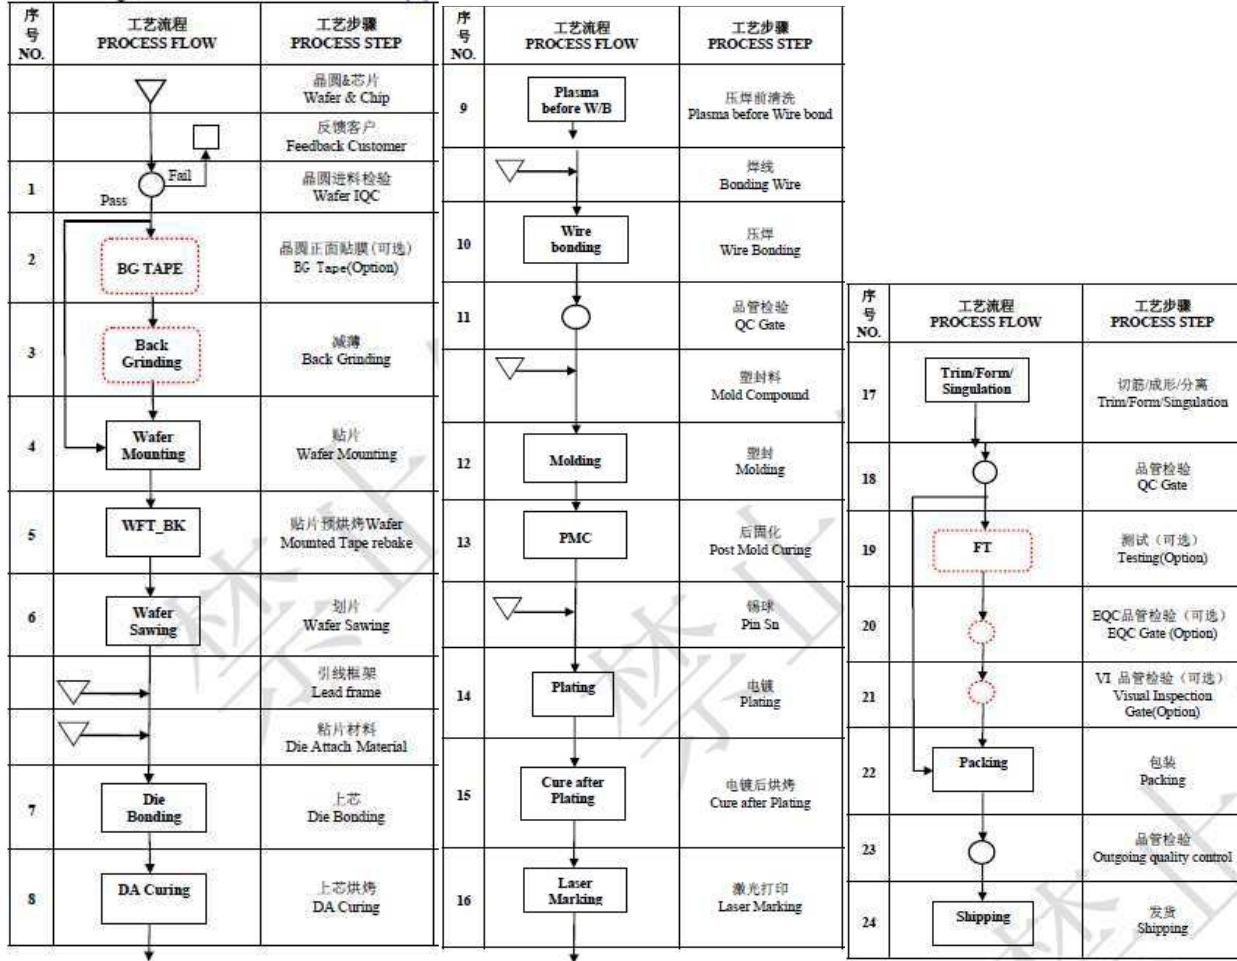 序
号
NO.
工艺流程
PROCESS FLOW
工艺步骤
PROCESS STEP
晶圆&芯片
Wafer & Chip
反馈客户
Feedback Customer
1
Fail
Pass
晶圆进料检验
Wafer IQC
2
BG TAPE
晶圆正面贴膜(可选)
BG Tape(Option)
3
Back
Grinding
减薄
Back Grinding
4
Wafer
Mounting
贴片
Wafer Mounting
5
WFT_BK
贴片预烘烤Wafer
Mounted Tape rebake
6
Wafer
Sawing
划片
Wafer Sawing
引线框架
Lead frame
粘片材料
Die Attach Material
7
Die
Bonding
上芯
Die Bonding
8
DA Curing
上芯烘烤
DA Curing
序
号
NO.
工艺流程
PROCESS FLOW
工艺步骤
PROCESS STEP
9
Plasma
before W/B
压焊前清洗
Plasma before Wire bond
焊线
Bonding Wire
10
Wire
bonding
压焊
Wire Bonding
11
品管检验
QC Gate
塑封料
Mold Compound
12
Molding
塑封
Molding
13
PMC
后固化
Post Mold Curing
锡球
Pin Sn
14
Plating
电镀
Plating
15
Cure after
Plating
电镀后烘烤
Cure after Plating
16
Laser
Marking
激光打印
Laser Marking
序
号
NO.
工艺流程
PROCESS FLOW
工艺步骤
PROCESS STEP
17
Trim/Form/
Singulation
切筋/成形/分离
Trim/Form/Singulation
18
品管检验
QC Gate
19
FT
测试（可选）
Testing(Option)
20
EQC品管检验（可选）
EQC Gate (Option)
21
VI 品管检验（可选）
Visual Inspection
Gate(Option)
22
Packing
包装
Packing
23
品管检验
Outgoing quality control
24
Shipping
发货
Shipping
禁止
禁止